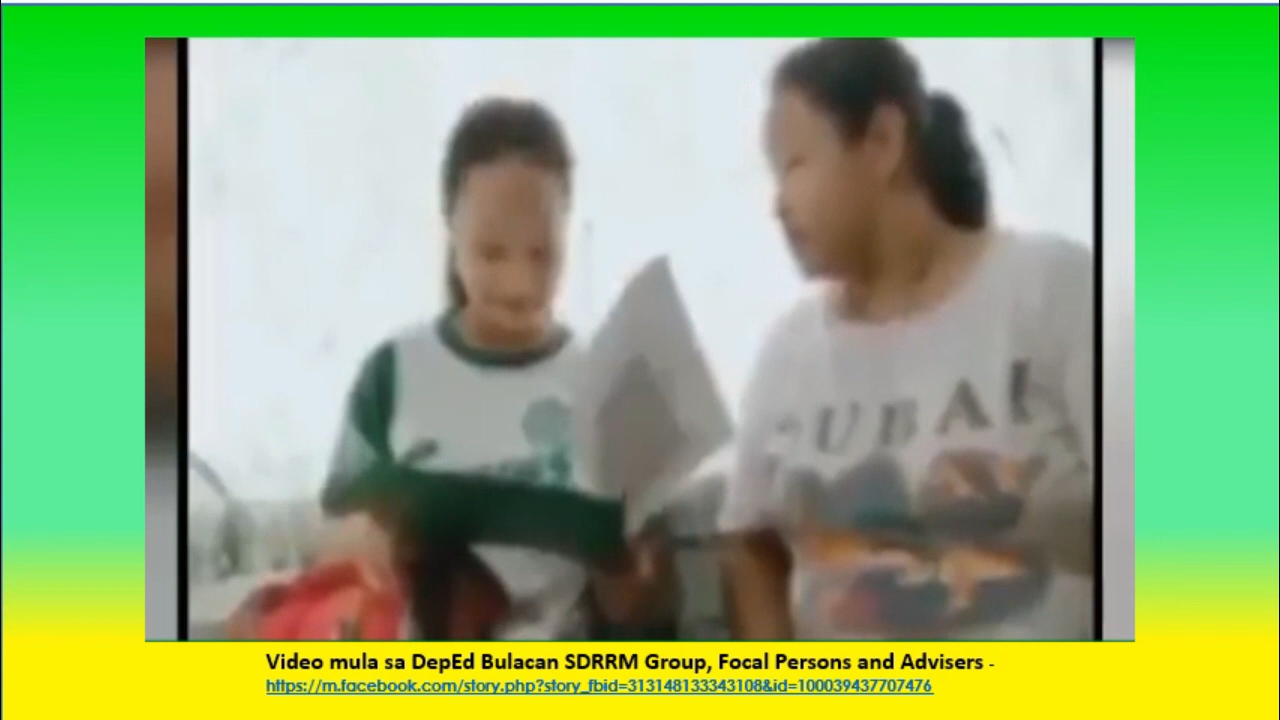 DUBAI
Video mula sa DepEd Bulacan SDRRM Group, Focal Persons and Advisers -
https://m.facebook.com/story.php?story_fbid=313148133343108&id=100039437707476